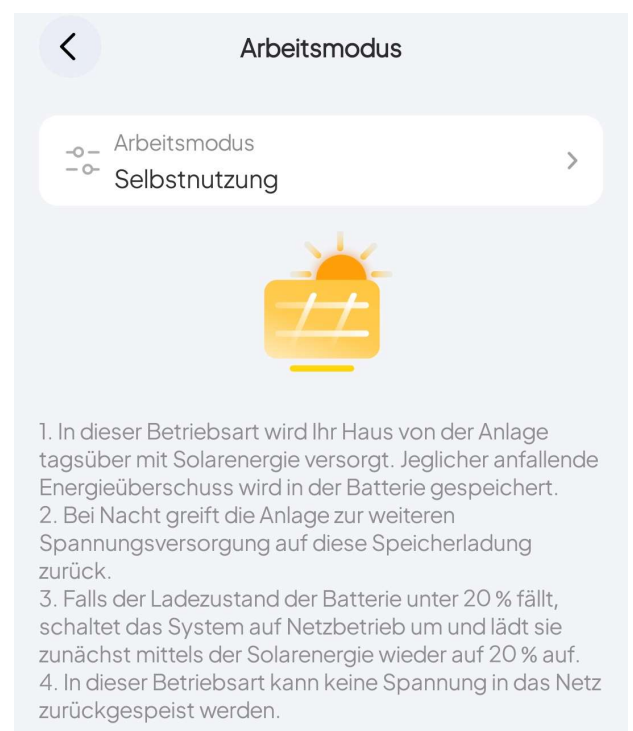 Arbeitsmodus
Arbeitsmodus
Selbstnutzung
1. In dieser Betriebsart wird Ihr Haus von der Anlage
tagsüber mit Solarenergie versorgt. Jeglicher anfallende
Energieüberschuss wird in der Batterie gespeichert.
2. Bei Nacht greift die Anlage zur weiteren
Spannungsversorgung auf diese Speicherladung
zurück.
3. Falls der Ladezustand der Batterie unter 20 % fällt,
schaltet das System auf Netzbetrieb um und lädt sie
zunächst mittels der Solarenergie wieder auf 20 % auf.
4. In dieser Betriebsart kann keine Spannung in das Netz
zurückgespeist werden.